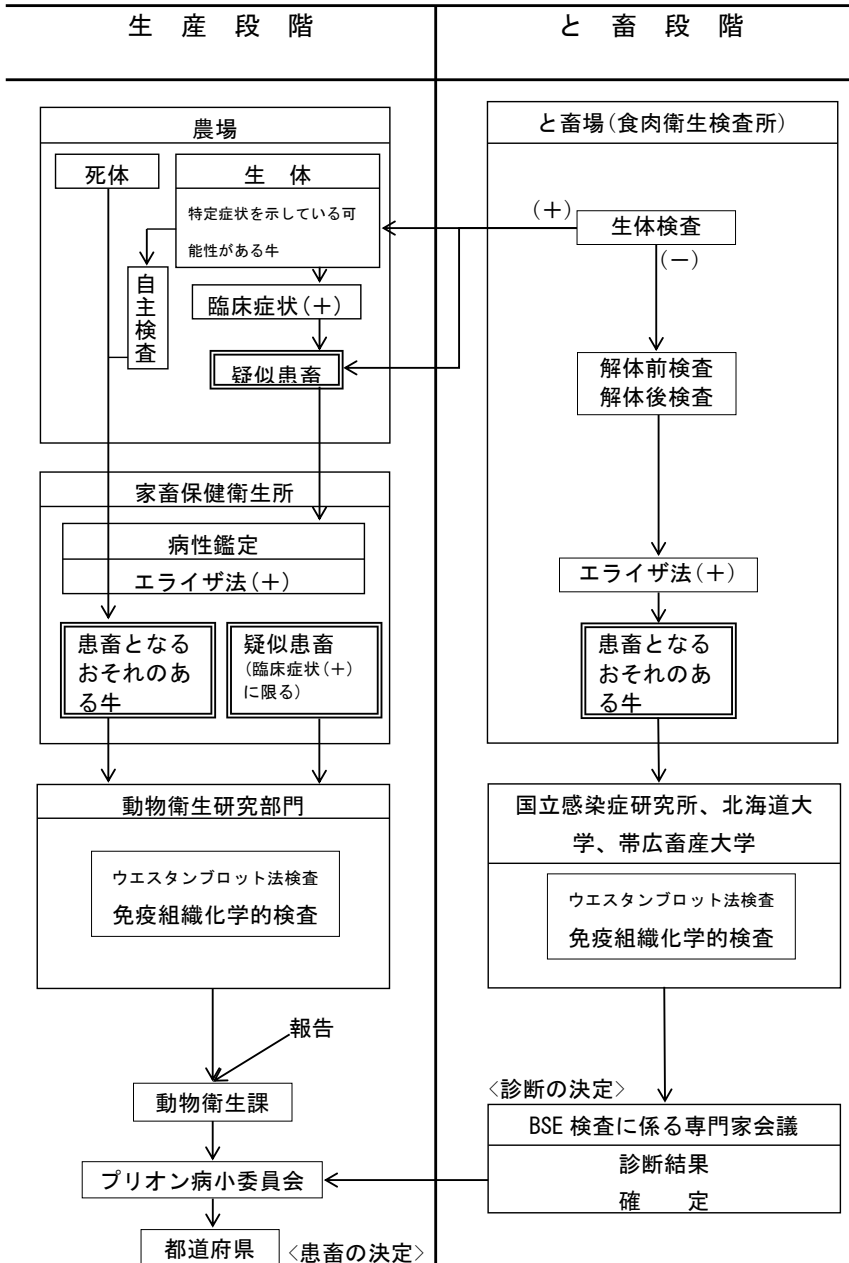 生産段階
と畜段階
農場
死体
生体
特定症状を示している可
能性がある牛
自主検査
臨床症状(+)
疑似患畜
家畜保健衛生所
病性鑑定
エライザ法(+)
患畜となる
おそれのあ
る牛
疑似患畜
(臨床症状(+)
に限る)
動物衛生研究部門
ウエスタンブロット法検査
免疫組織化学的検査
報告
動物衛生課
プリオン病小委員会
都道府県
<患畜の決定>
と畜場(食肉衛生検査所)
(+)
生体検査
(-)
解体前検査
解体後検査
エライザ法(+)
患畜となる
おそれのあ
る牛
国立感染症研究所、北海道大
学、帯広畜産大学
ウエスタンブロット法検査
免疫組織化学的検査
<診断の決定>
BSE 検査に係る専門家会議
診断結果
確定